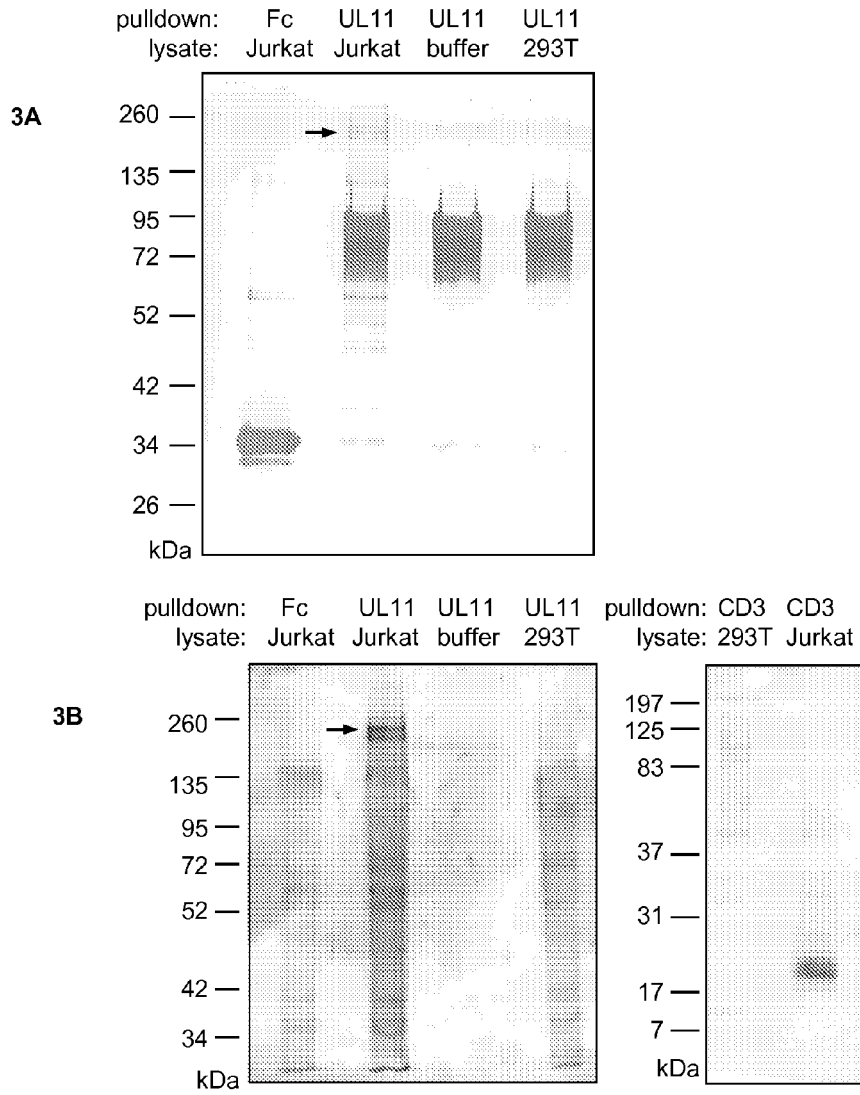 pulldown: Fc UL11 UL11 UL11
lysate: Jurkat Jurkat buffer 293T
3A
260
135
95
72
52
42
34
26
kDa
pulldown: Fc UL11 UL11 UL11
lysate: Jurkat Jurkat buffer 293T
3B
260
135
95
72
52
42
34
kDa
pulldown: CD3 CD3
lysate: 293T Jurkat
197
125
83
37
31
17
7
kDa